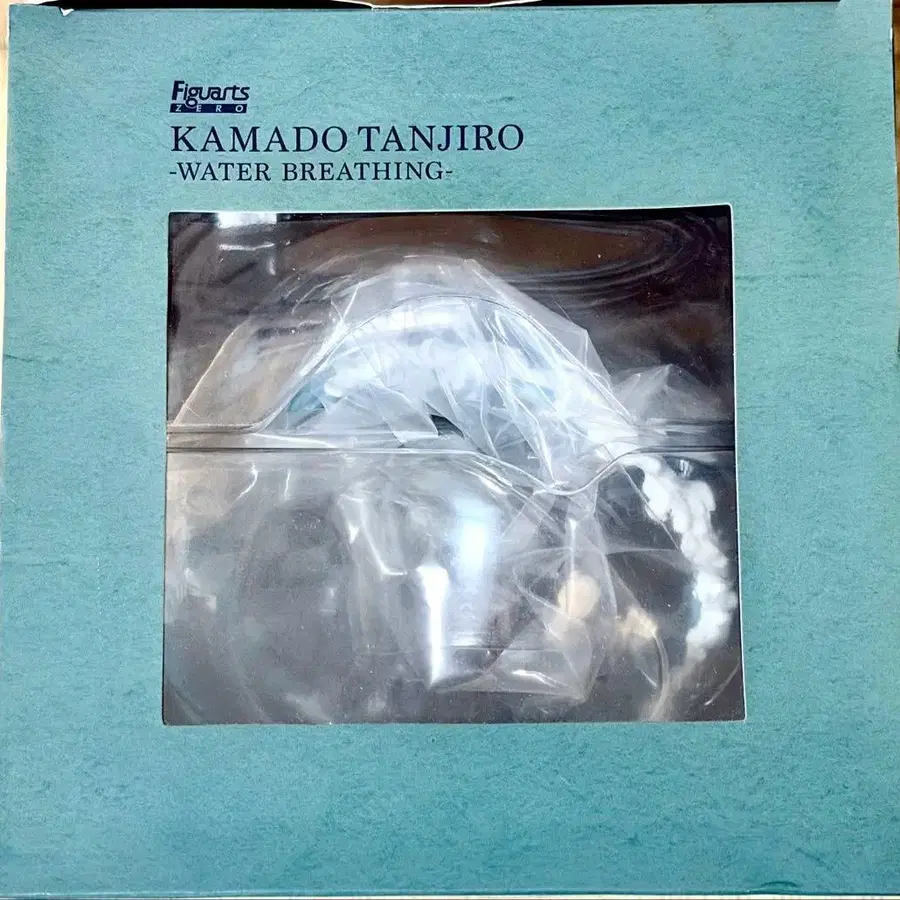 Figuarts
ZERO
KAMADO TANJIRO
-WATER BREATHING-